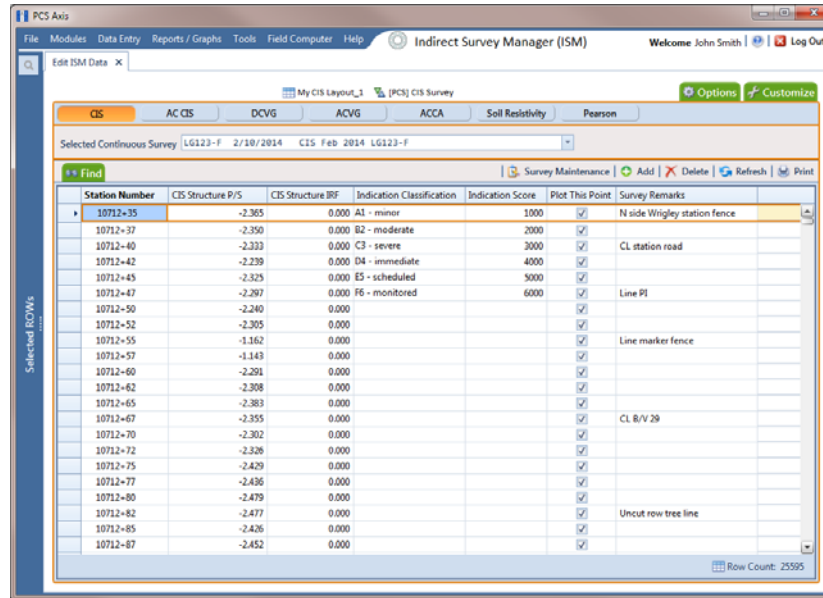 PCS Axis
File Modules Data Entry Reports / Graphs Tools Field Computer Help Indirect Survey Manager (ISM) Welcome John Smith | | Log Out
Edit ISM Data X
My CIS Layout_1 [PCS] CIS Survey Options Customize
CIS AC CIS DCVG ACVG ACCA Soil Resistivity Pearson
Selected Continuous Survey LG123-F 2/10/2014 CIS Feb 2014 LG123-F
Find | Survey Maintenance | Add | Delete | Refresh | Print
Station Number CIS Structure P/S CIS Structure IRF Indication Classification Indication Score Plot This Point Survey Remarks
10712+35 -2.365 0.000 A1 - minor 1000 N side Wrigley station fence
10712+37 -2.350 0.000 B2 - moderate 2000
10712+40 -2.333 0.000 C3 - severe 3000 CL station road
10712+42 -2.239 0.000 D4 - immediate 4000
10712+45 -2.325 0.000 E5 - scheduled 5000
10712+47 -2.297 0.000 F6 - monitored 6000 Line PI
10712+50 -2.240 0.000
10712+52 -2.305 0.000
10712+55 -1.162 0.000 Line marker fence
10712+57 -1.143 0.000
10712+60 -2.291 0.000
10712+62 -2.308 0.000
10712+65 -2.383 0.000
10712+67 -2.355 0.000 CL B/V 29
10712+70 -2.302 0.000
10712+72 -2.326 0.000
10712+75 -2.429 0.000
10712+77 -2.436 0.000
10712+80 -2.479 0.000
10712+82 -2.477 0.000 Uncut row tree line
10712+85 -2.426 0.000
10712+87 -2.452 0.000
Row Count: 25595
Selected ROWs